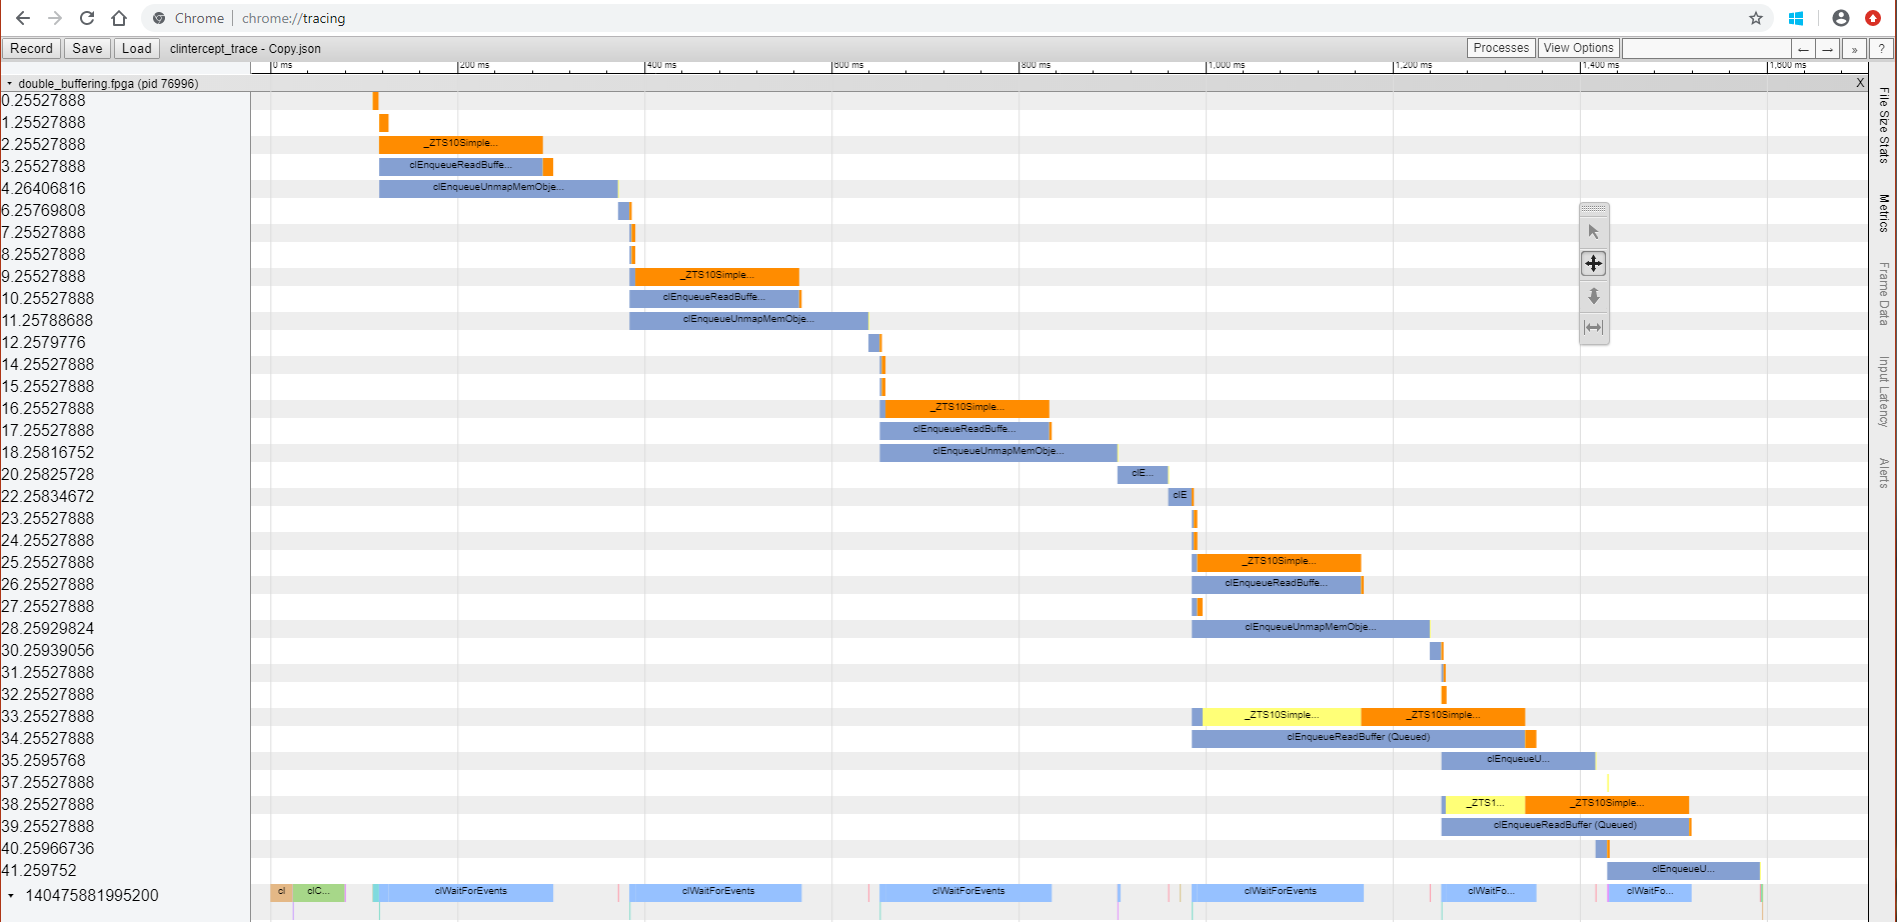 Chrome chrome://tracing
Record Save Load clintercept_trace - Copy.json Processes View Options ← → » ?
0 ms 200 ms 400 ms 600 ms 800 ms 1,000 ms 1,200 ms 1,400 ms 1,600 ms
double_buffering.fpga (pid 76996) X
0.25527888
1.25527888
2.25527888 _ZTS10Simple...
3.25527888 clEnqueueReadBuffe...
4.26406816 clEnqueueUnmapMemObje...
6.25769808
7.25527888
8.25527888
9.25527888 _ZTS10Simple...
10.25527888 clEnqueueReadBuffe...
11.25788688 clEnqueueUnmapMemObje...
12.2579776
14.25527888
15.25527888
16.25527888 _ZTS10Simple...
17.25527888 clEnqueueReadBuffe...
18.25816752 clEnqueueUnmapMemObje...
20.25825728 clE...
22.25834672 clE
23.25527888
24.25527888
25.25527888 _ZTS10Simple...
26.25527888 clEnqueueReadBuffe...
27.25527888
28.25929824 clEnqueueUnmapMemObje...
30.25939056
31.25527888
32.25527888
33.25527888 _ZTS10Simple... _ZTS10Simple...
34.25527888 clEnqueueReadBuffer (Queued)
35.2595768 clEnqueueU...
37.25527888
38.25527888 _ZTS1... _ZTS10Simple...
39.25527888 clEnqueueReadBuffer (Queued)
40.25966736
41.259752 clEnqueueU...
140475881995200 cl clC... clWaitForEvents clWaitForEvents clWaitForEvents clWaitForEvents clWaitFo... clWaitFo...
File Size Stats
Metrics
Frame Data
Input Latency
Alerts